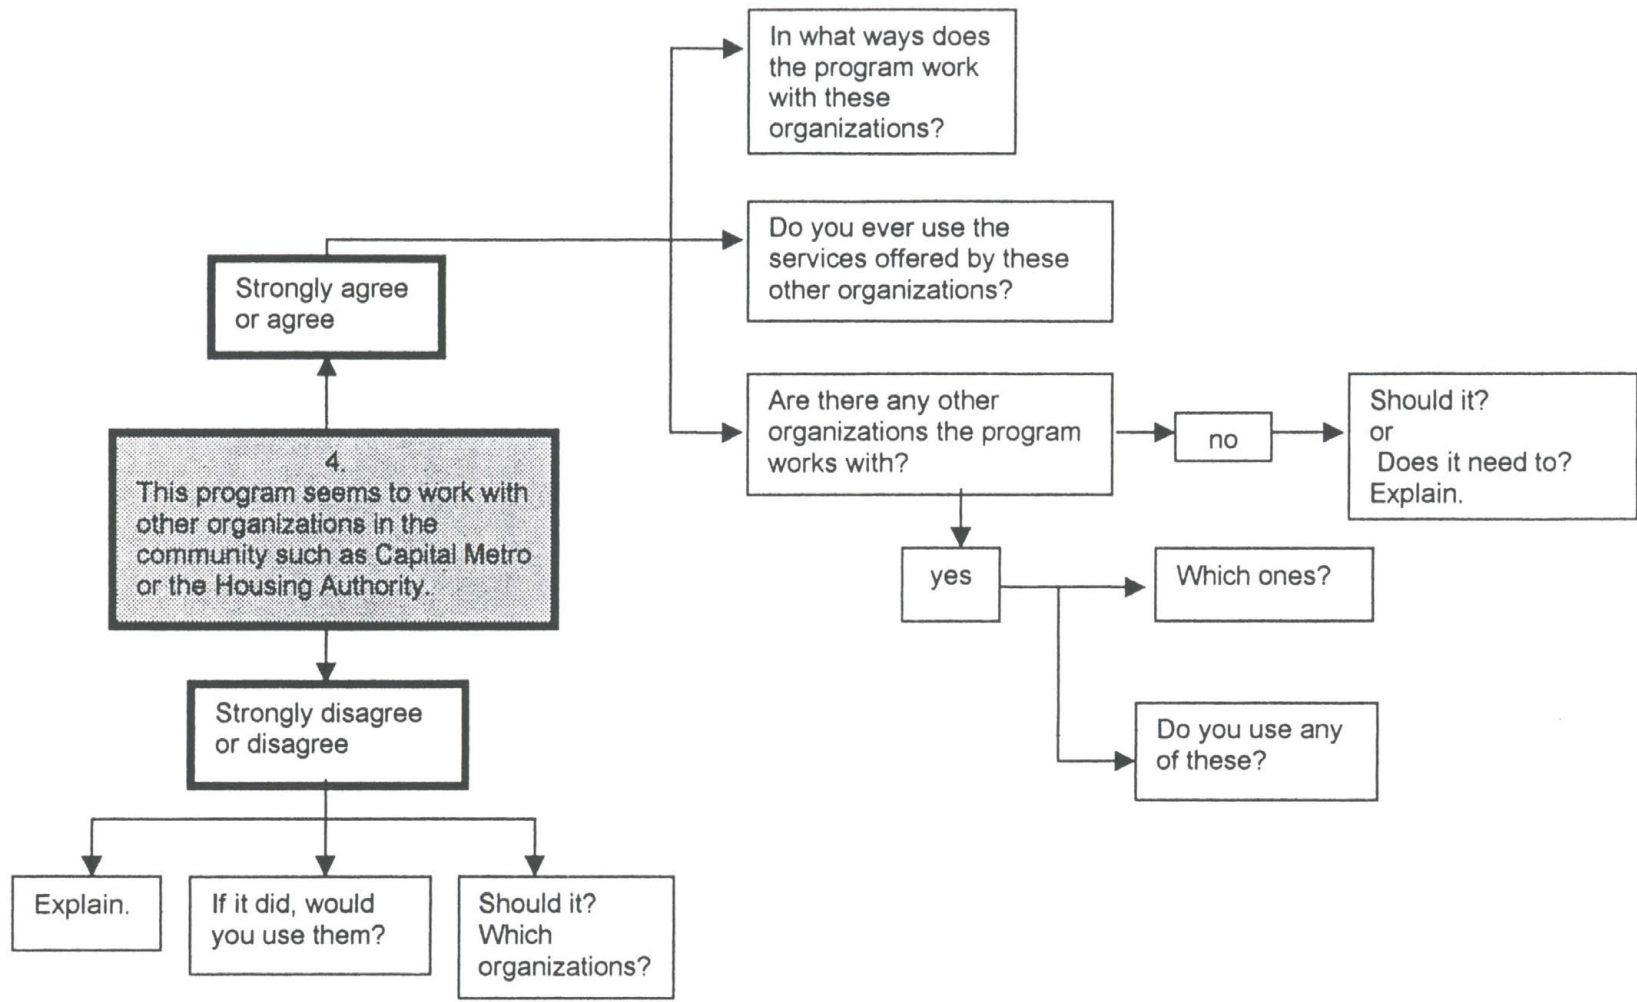 In what ways does
the program work
with these
organizations?
Do you ever use the
services offered by these
other organizations?
Strongly agree
or agree
Are there any other
organizations the program
works with?
no
Should it?
or
Does it need to?
Explain.
4.
This program seems to work with
other organizations in the
community such as Capital Metro
or the Housing Authority.
yes
Which ones?
Strongly disagree
or disagree
Do you use any
of these?
Explain.
If it did, would
you use them?
Should it?
Which
organizations?